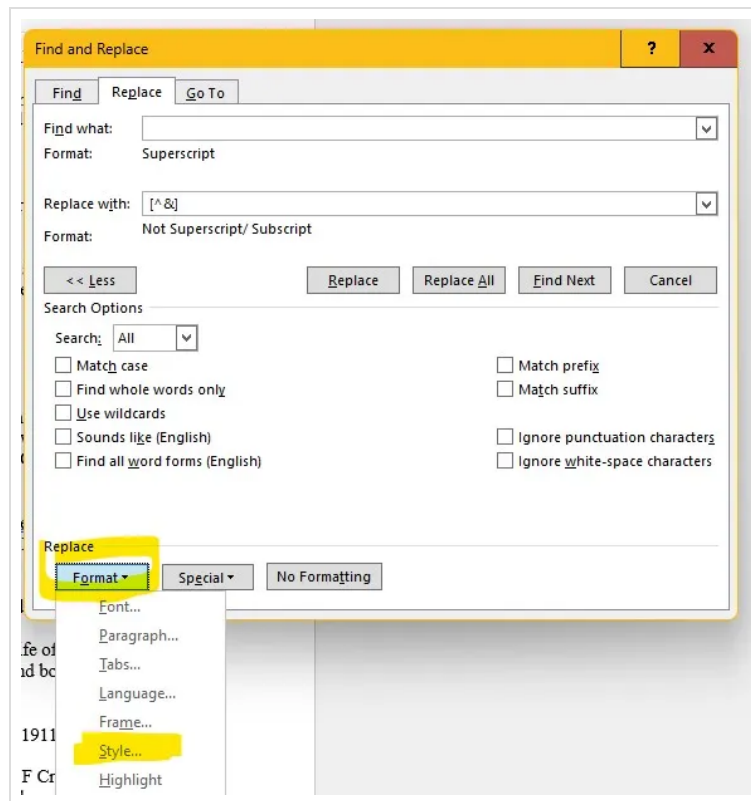 Find and Replace ? x
Find Replace Go To
Find what:
Format: Superscript
Replace with: [^&]
Format: Not Superscript/ Subscript
<< Less Replace Replace All Find Next Cancel
Search Options
Search: All
Match case Match prefix
Find whole words only Match suffix
Use wildcards
Sounds like (English) Ignore punctuation characters
Find all word forms (English) Ignore white-space characters
Replace
Format Special No Formatting
Font...
Paragraph...
Tabs...
Language...
Frame...
Style...
Highlight
1911